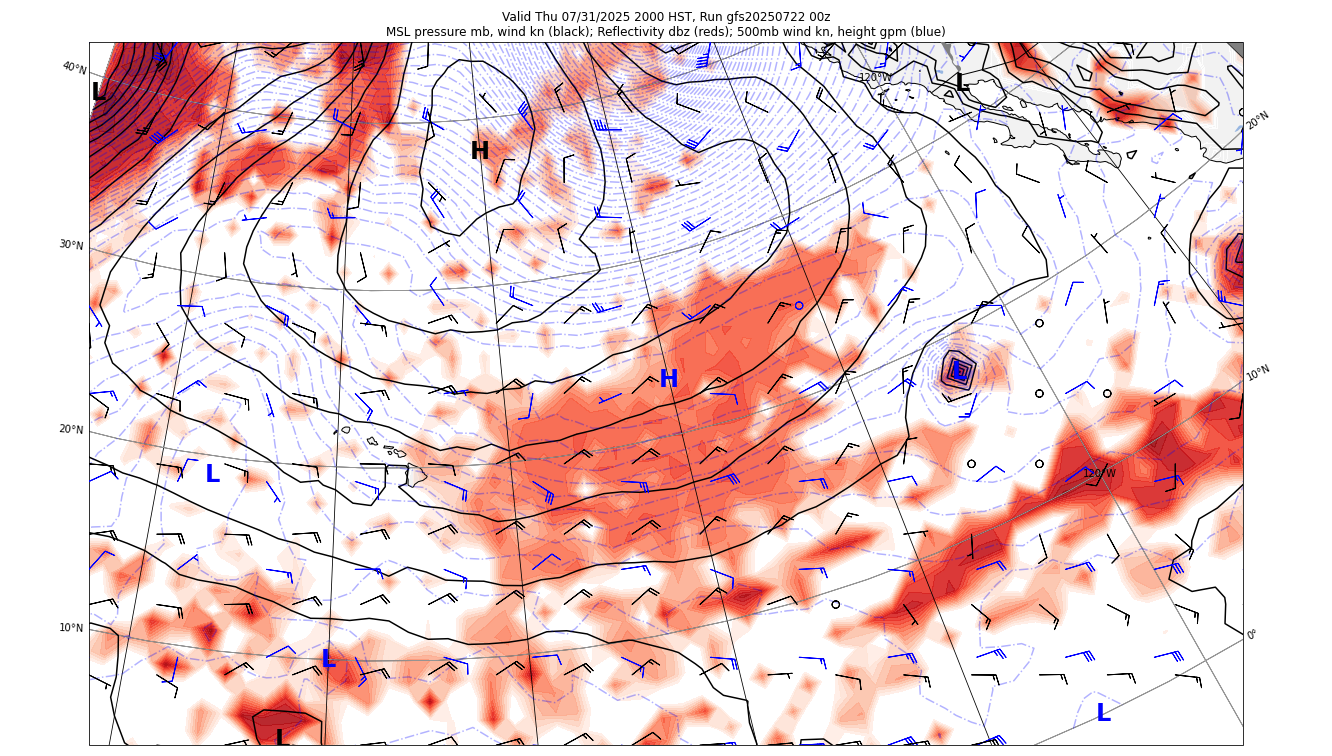 Valid Thu 07/31/2025 2000 HST, Run gfs20250722 00z
MSL pressure mb, wind kn (black); Reflectivity dbz (reds); 500mb wind kn, height gpm (blue)
40°N
L
120°W
L
20°N
H
30°N
L
10°N
H
20°N
L
120°W
10°N
0°
L
L
L